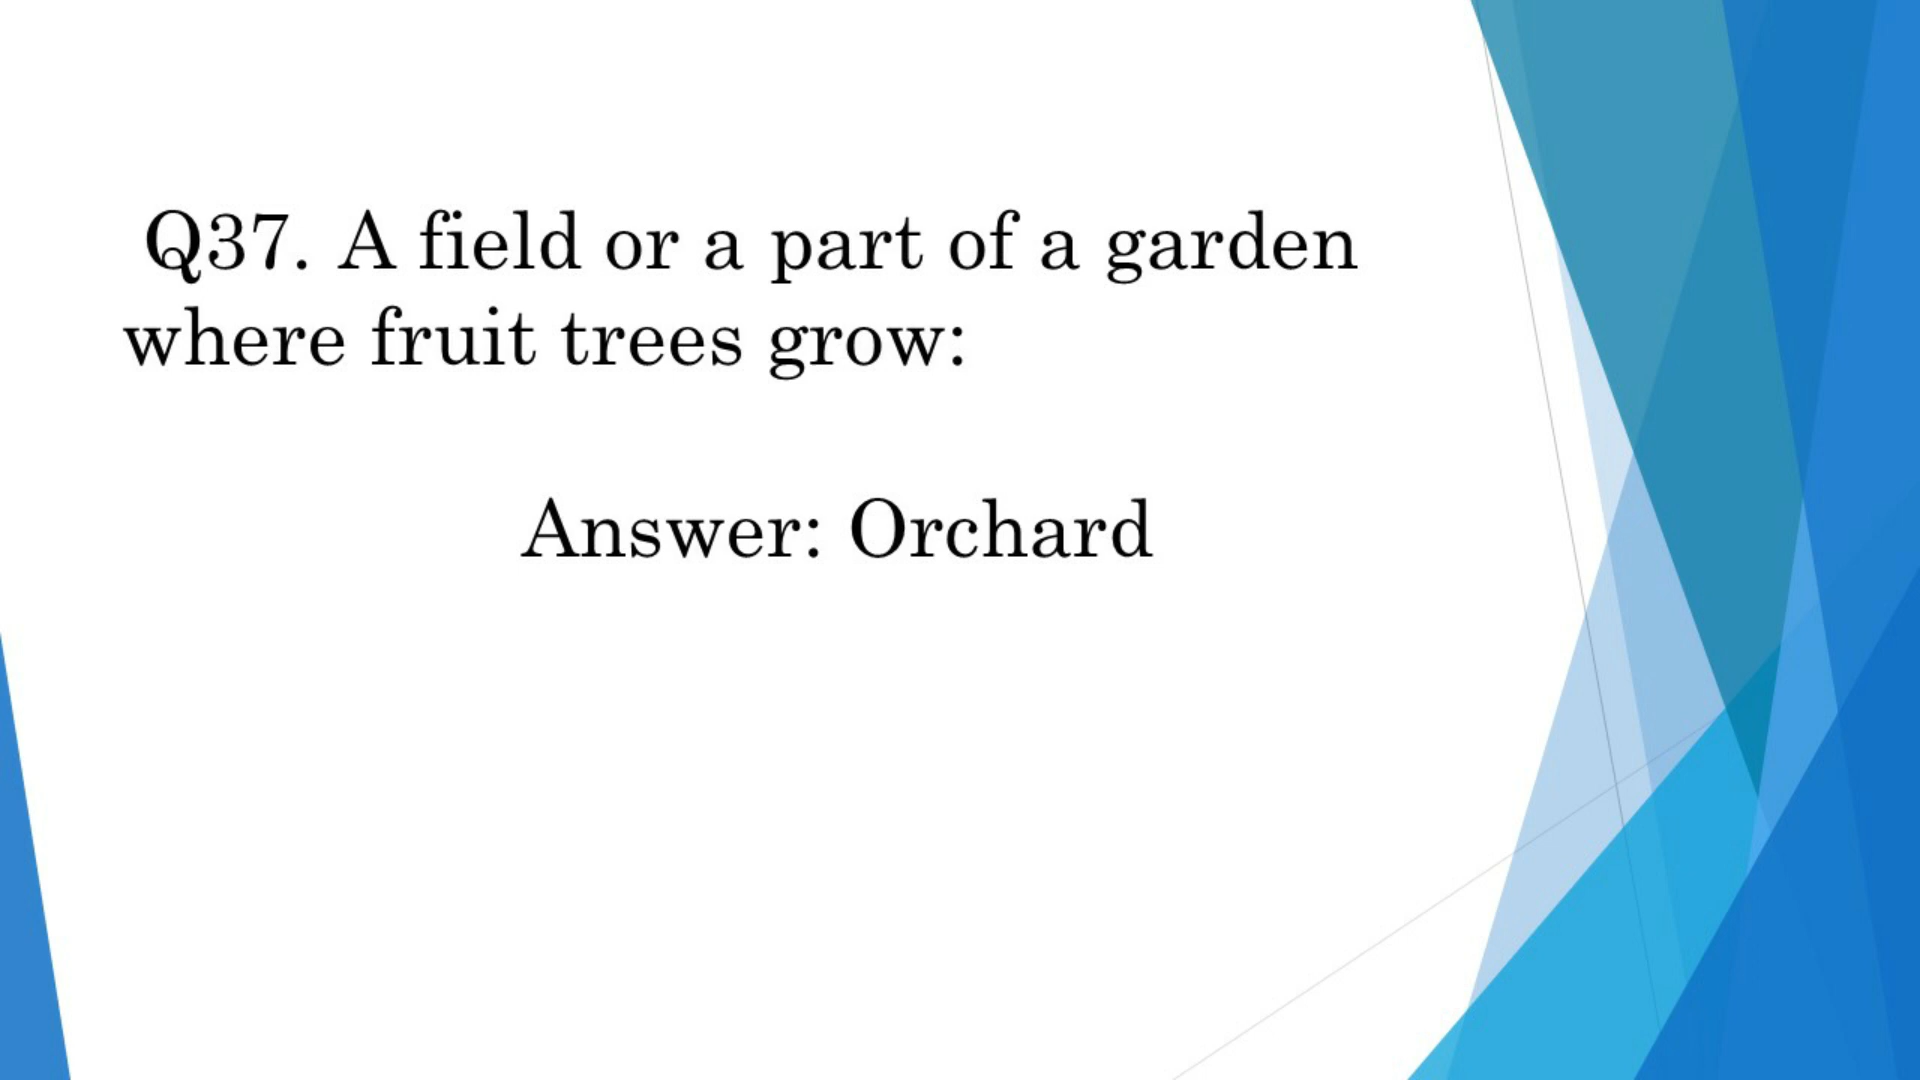 Q37. A field or a part of a garden
where fruit trees grow:
Answer: Orchard